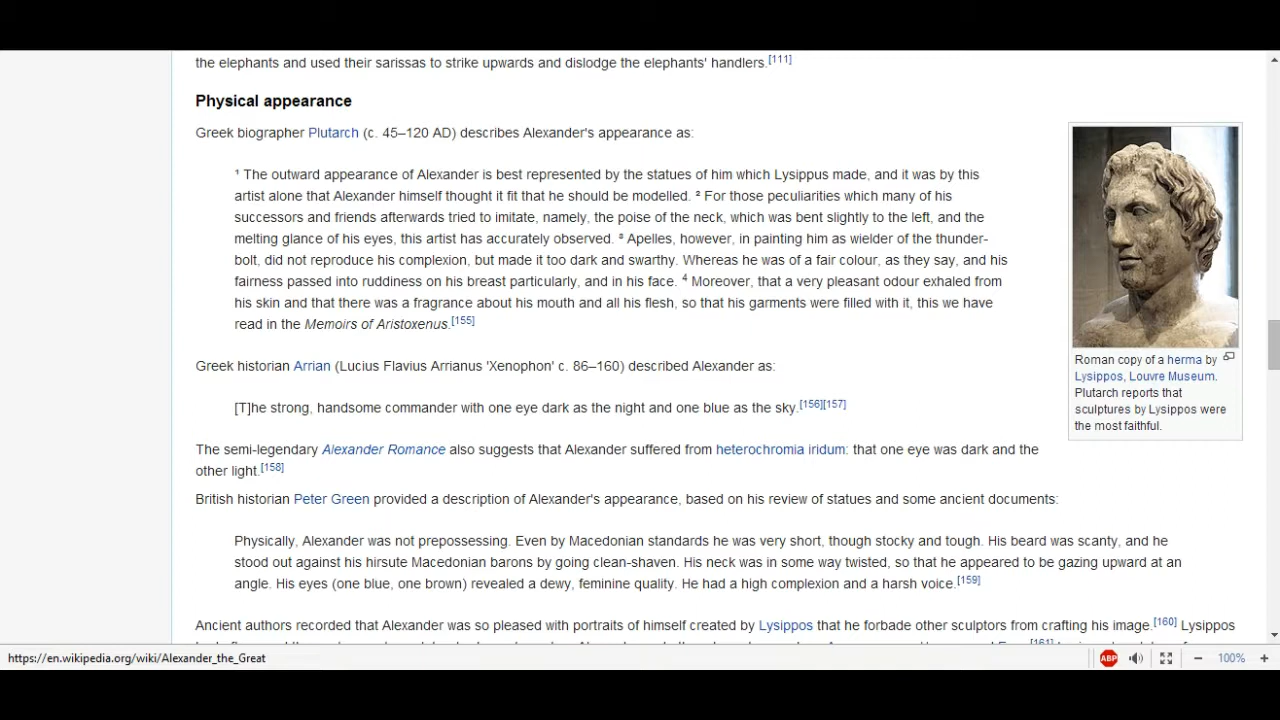 the elephants and used their sarissas to strike upwards and dislodge the elephants' handlers.[111]
Physical appearance
Greek biographer Plutarch (c. 45–120 AD) describes Alexander's appearance as:
¹ The outward appearance of Alexander is best represented by the statues of him which Lysippus made, and it was by this
artist alone that Alexander himself thought it fit that he should be modelled. ² For those peculiarities which many of his
successors and friends afterwards tried to imitate, namely, the poise of the neck, which was bent slightly to the left, and the
melting glance of his eyes, this artist has accurately observed. ³ Apelles, however, in painting him as wielder of the thunder-
bolt, did not reproduce his complexion, but made it too dark and swarthy. Whereas he was of a fair colour, as they say, and his
fairness passed into ruddiness on his breast particularly, and in his face. ⁴ Moreover, that a very pleasant odour exhaled from
his skin and that there was a fragrance about his mouth and all his flesh, so that his garments were filled with it, this we have
read in the Memoirs of Aristoxenus.[155]
Roman copy of a herma by
Lysippos, Louvre Museum.
Plutarch reports that
sculptures by Lysippos were
the most faithful.
Greek historian Arrian (Lucius Flavius Arrianus 'Xenophon' c. 86–160) described Alexander as:
[T]he strong, handsome commander with one eye dark as the night and one blue as the sky.[156][157]
The semi-legendary Alexander Romance also suggests that Alexander suffered from heterochromia iridum: that one eye was dark and the
other light.[158]
British historian Peter Green provided a description of Alexander's appearance, based on his review of statues and some ancient documents:
Physically, Alexander was not prepossessing. Even by Macedonian standards he was very short, though stocky and tough. His beard was scanty, and he
stood out against his hirsute Macedonian barons by going clean-shaven. His neck was in some way twisted, so that he appeared to be gazing upward at an
angle. His eyes (one blue, one brown) revealed a dewy, feminine quality. He had a high complexion and a harsh voice.[159]
Ancient authors recorded that Alexander was so pleased with portraits of himself created by Lysippos that he forbade other sculptors from crafting his image.[160] Lysippos
[161]
https://en.wikipedia.org/wiki/Alexander_the_Great
ABP
100%